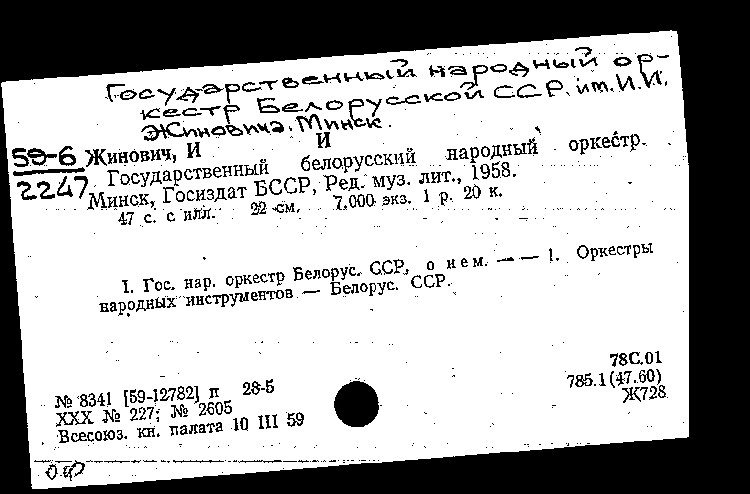 Государственный народный ор-
кестр Белорусской ССР. им. И.И.
Жиновича. Минск.
59-6 Жинович, И И
2247 Государственный белорусский народный оркестр.
Минск, Госиздат БССР, Ред. муз. лит., 1958.
47 с. с илл. 22 см. 7.000 экз. 1 р. 20 к.
1. Гос. нар. оркестр Белорус. ССР, о нем. — — 1. Оркестры
народных инструментов — Белорус. ССР.
78С.01
№ 8341 [59-12782] п 28-5
785.1(47.60)
XXX № 227; № 2605
Ж728
Всесоюз. кн. палата 10 III 59
ОФ